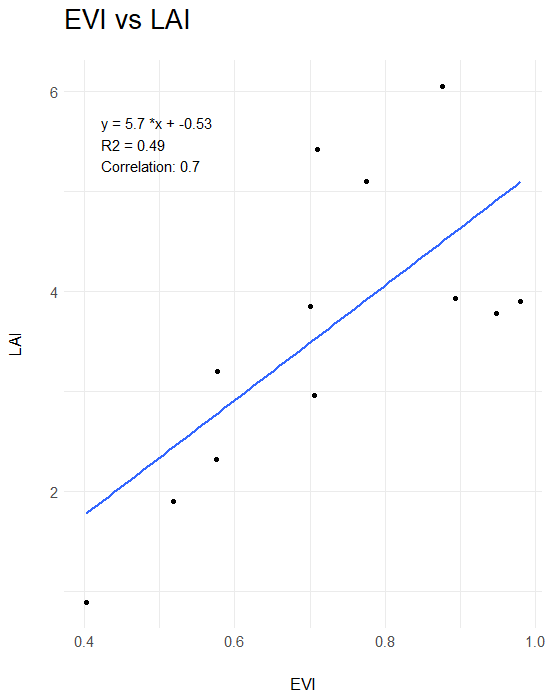 EVI vs LAI
y = 5.7 *x + -0.53
R2 = 0.49
Correlation: 0.7
6
4
2
LAI
0.4 0.6 0.8 1.0
EVI